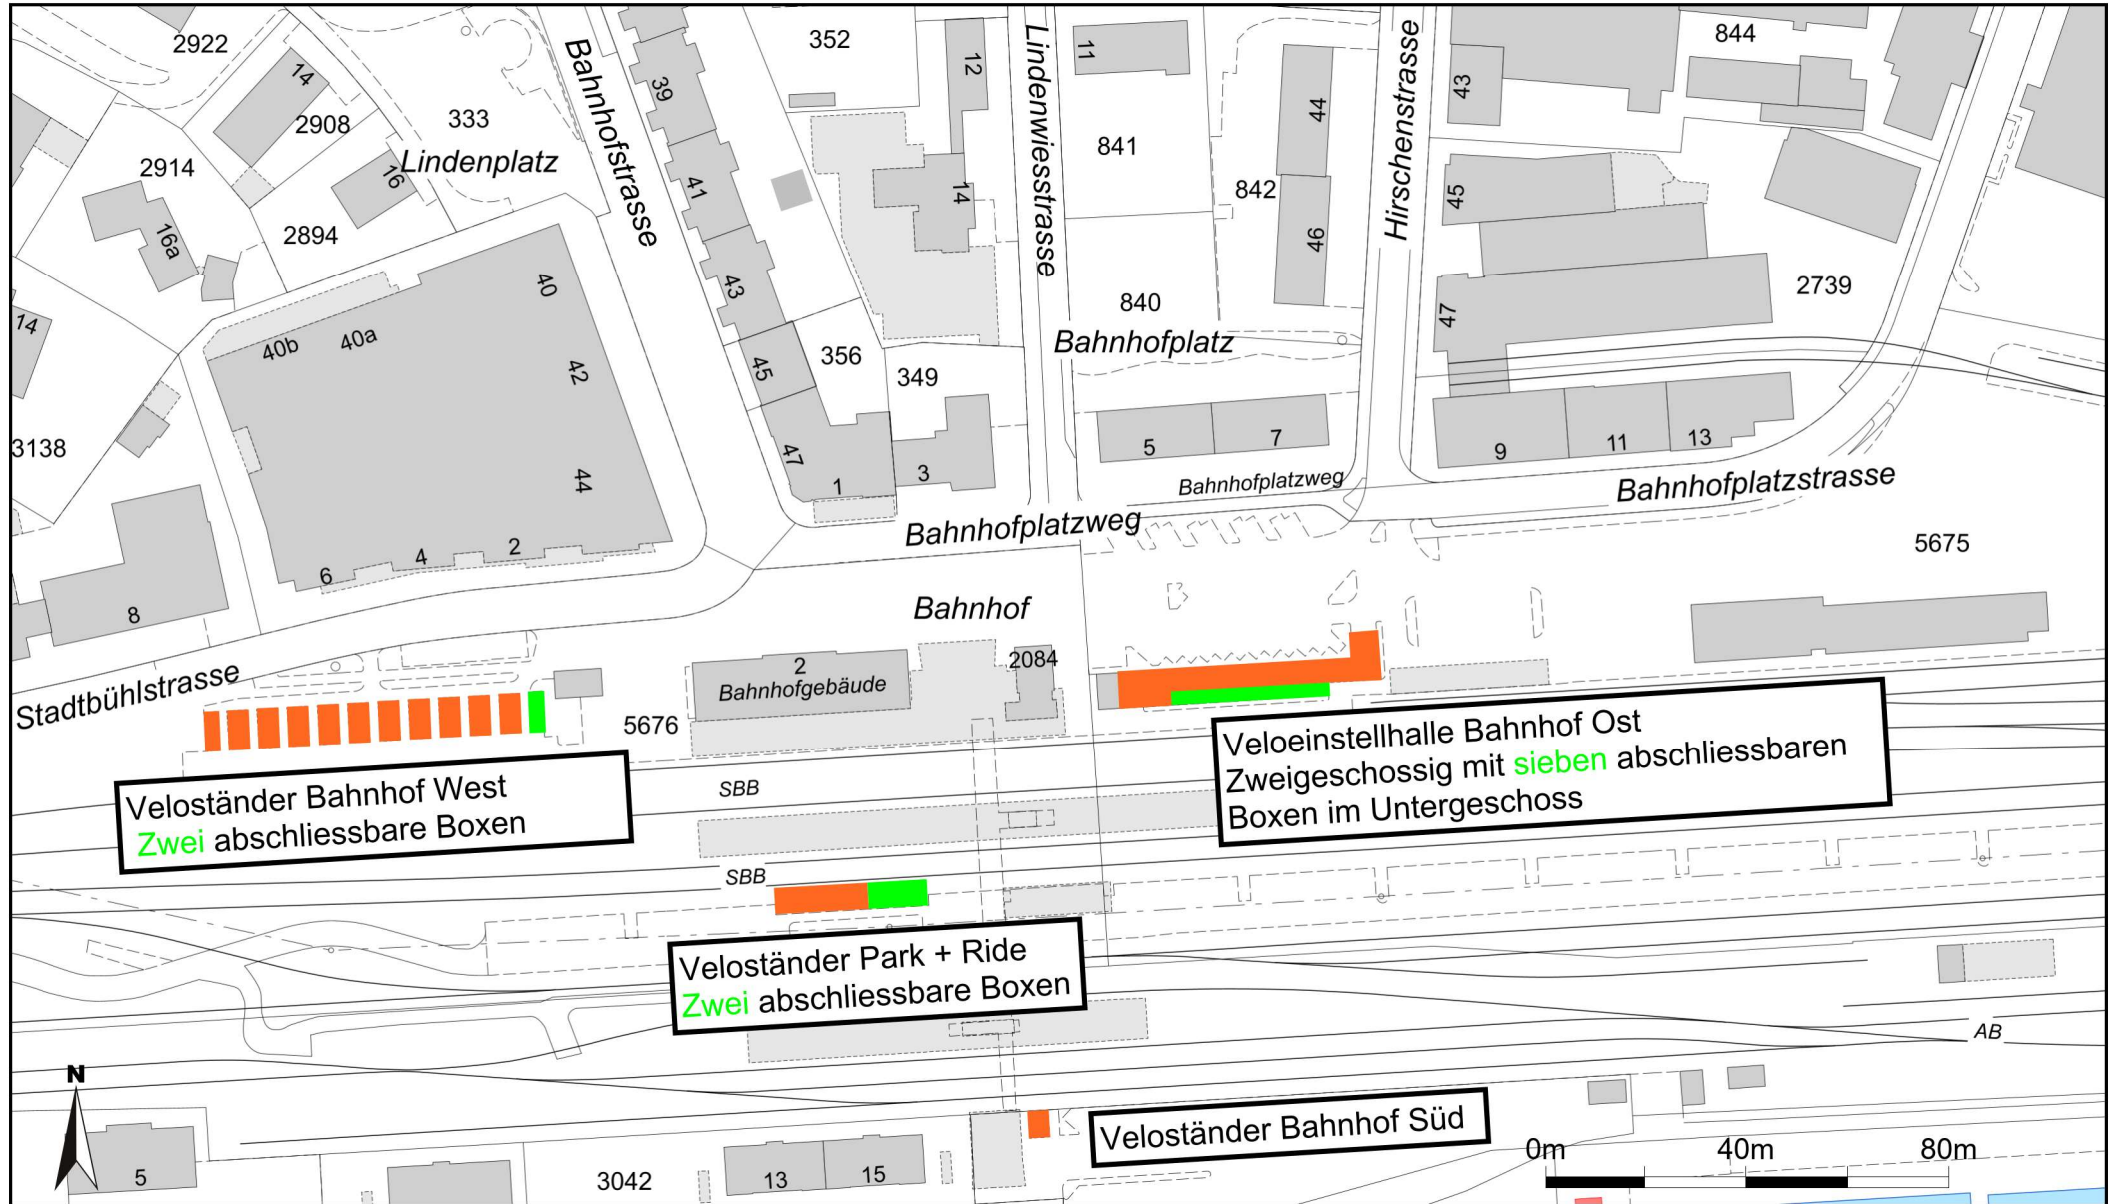 2922
14
2908
333
Lindenplatz
2914
16
16a
2894
14
40b
40a
40
42
44
3138
6
4
2
8
Bahnhofstrasse
39
41
43
45
47
352
12
14
356
349
1
3
Lindenwiesstrasse
11
841
840
Bahnhofplatz
842
44
46
5
7
Hirschenstrasse
43
844
45
47
2739
9
11
13
Bahnhofplatzweg
Bahnhofplatzweg
Bahnhofplatzstrasse
5675
Bahnhof
Stadtbühlstrasse
2
Bahnhofgebäude
2084
5676
Veloständer Bahnhof West
Zwei abschliessbare Boxen
Veloeinstellhalle Bahnhof Ost
Zweigeschossig mit sieben abschliessbaren
Boxen im Untergeschoss
SBB
SBB
Veloständer Park + Ride
Zwei abschliessbare Boxen
AB
N
5
3042
13
15
Veloständer Bahnhof Süd
0m 40m 80m